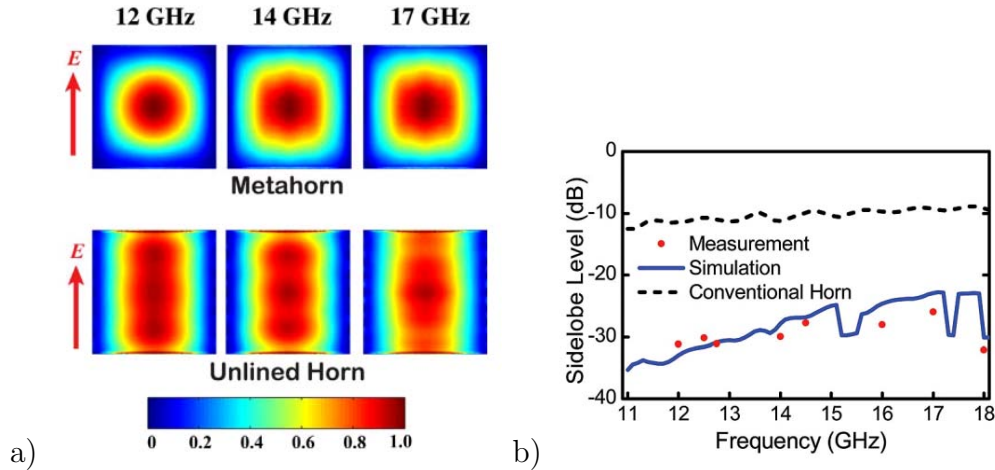 12 GHz 14 GHz 17 GHz
E
Metahorn
E
Unlined Horn
0 0.2 0.4 0.6 0.8 1.0
a)
Sidelobe Level (dB)
0
-10
-20
-30
-40
Measurement
Simulation
Conventional Horn
11 12 13 14 15 16 17 18
Frequency (GHz)
b)